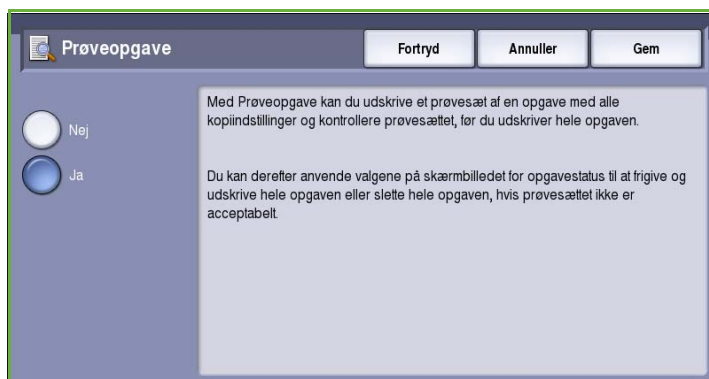 Prøveopgave
Fortryd
Annuller
Gem
Nej
Ja
Med Prøveopgave kan du udskrive et prøvesæt af en opgave med alle
kopiindstillinger og kontrollere prøvesættet, før du udskriver hele opgaven.
Du kan derefter anvende valgene på skærmbilledet for opgavestatus til at frigive og
udskrive hele opgaven eller slette hele opgaven, hvis prøvesættet ikke er
acceptabelt.